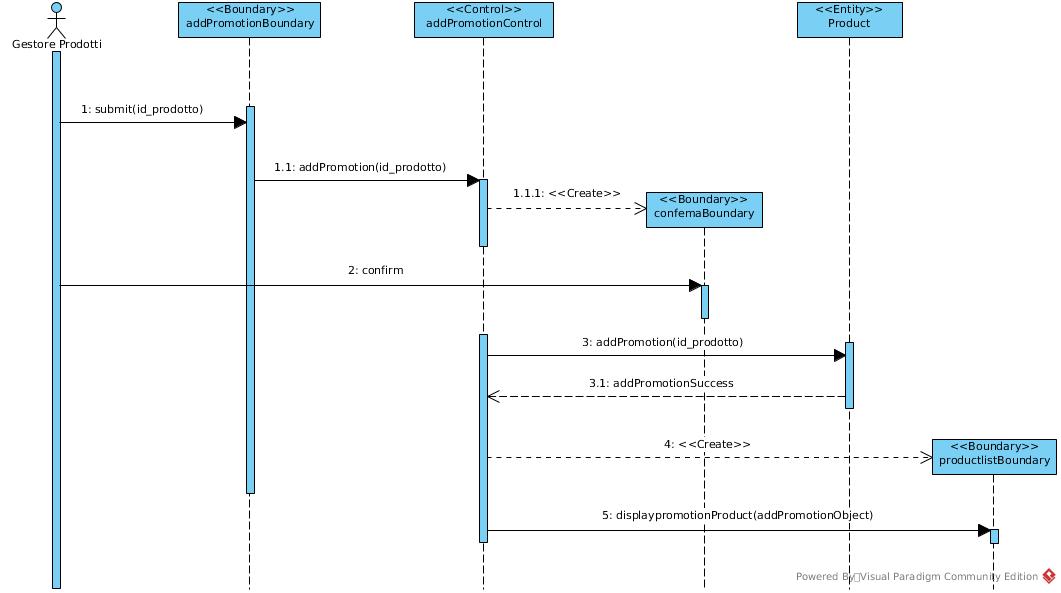 <<Boundary>>
addPromotionBoundary
<<Control>>
addPromotionControl
<<Entity>>
Product
Gestore Prodotti
1: submit(id_prodotto)
1.1: addPromotion(id_prodotto)
1.1.1: <<Create>>
<<Boundary>>
confemaBoundary
2: confirm
3: addPromotion(id_prodotto)
3.1: addPromotionSuccess
4: <<Create>>
<<Boundary>>
productlistBoundary
5: displaypromotionProduct(addPromotionObject)
Powered By Visual Paradigm Community Edition